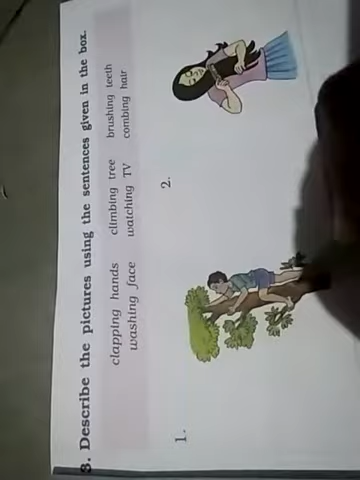 3. Describe the pictures using the sentences given in the box.
clapping hands climbing tree brushing teeth
washing face watching TV combing hair
1. 2.